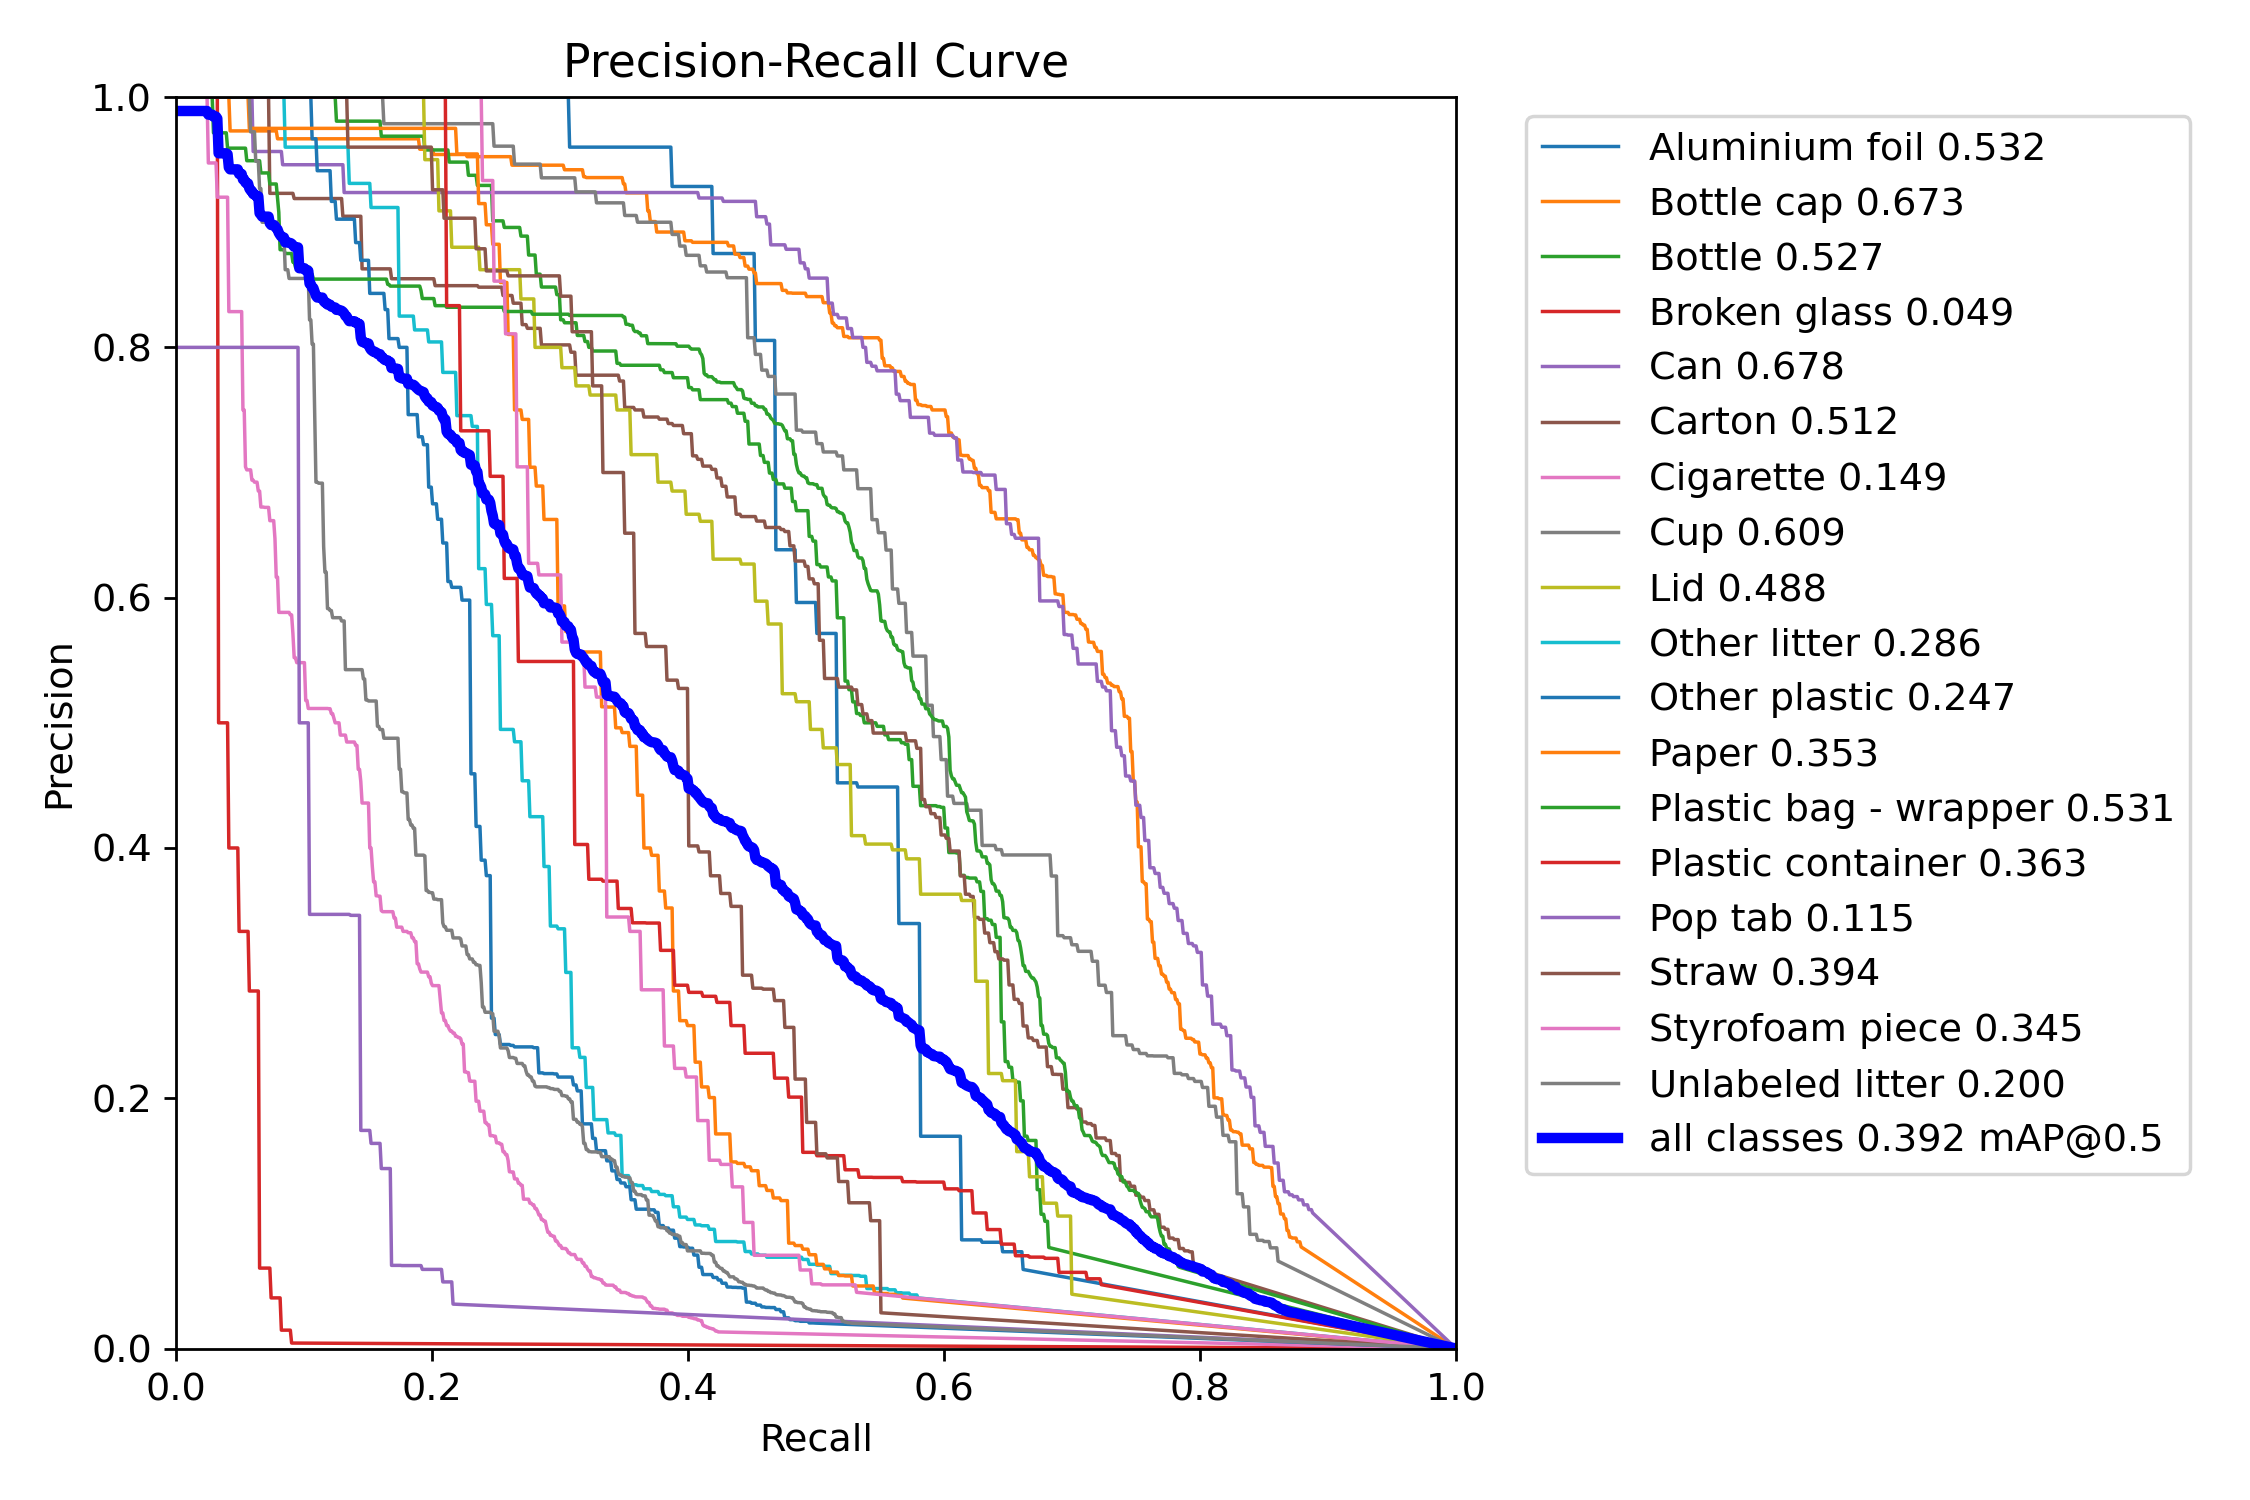 Precision-Recall Curve
1.0
0.8
0.6
0.4
0.2
0.0
Precision
0.0 0.2 0.4 0.6 0.8 1.0
Recall
Aluminium foil 0.532
Bottle cap 0.673
Bottle 0.527
Broken glass 0.049
Can 0.678
Carton 0.512
Cigarette 0.149
Cup 0.609
Lid 0.488
Other litter 0.286
Other plastic 0.247
Paper 0.353
Plastic bag - wrapper 0.531
Plastic container 0.363
Pop tab 0.115
Straw 0.394
Styrofoam piece 0.345
Unlabeled litter 0.200
all classes 0.392 mAP@0.5